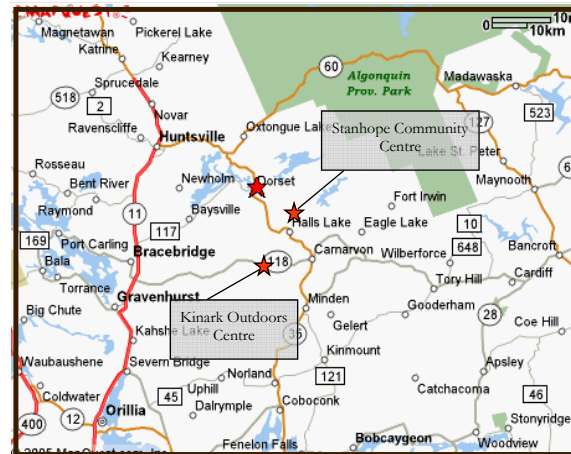 MAPQUEST
Magnetawan
Pickerel Lake
Katrine
Kearney
Sprucedale
518
2
Novar
Ravenscliffe
Huntsville
60
Algonquin
Prov. Park
0
10km
Madawaska
523
127
Oxtongue Lake
Stanhope Community
Centre
Lake St. Peter
Rosseau
Bent River
Newholm
Dorset
Maynooth
Raymond
11
Baysville
Fort Irwin
Halls Lake
Eagle Lake
10
169
Port Carling
117
Bracebridge
118
Carnarvon
Wilberforce
648
Bancroft
Bala
Torrance
Tory Hill
Cardiff
Gravenhurst
Kinark Outdoors
Centre
Minden
Gooderham
28
Big Chute
Kahshe Lake
35
Gelert
Coe Hill
Waubaushene
Severn Bridge
Kinmount
121
Apsley
Coldwater
45
Uphill
Norland
Catchacoma
46
400
12
Orillia
Dalrymple
Coboconk
Stonyridge
Fenelon Falls
Bobcaygeon
Woodview